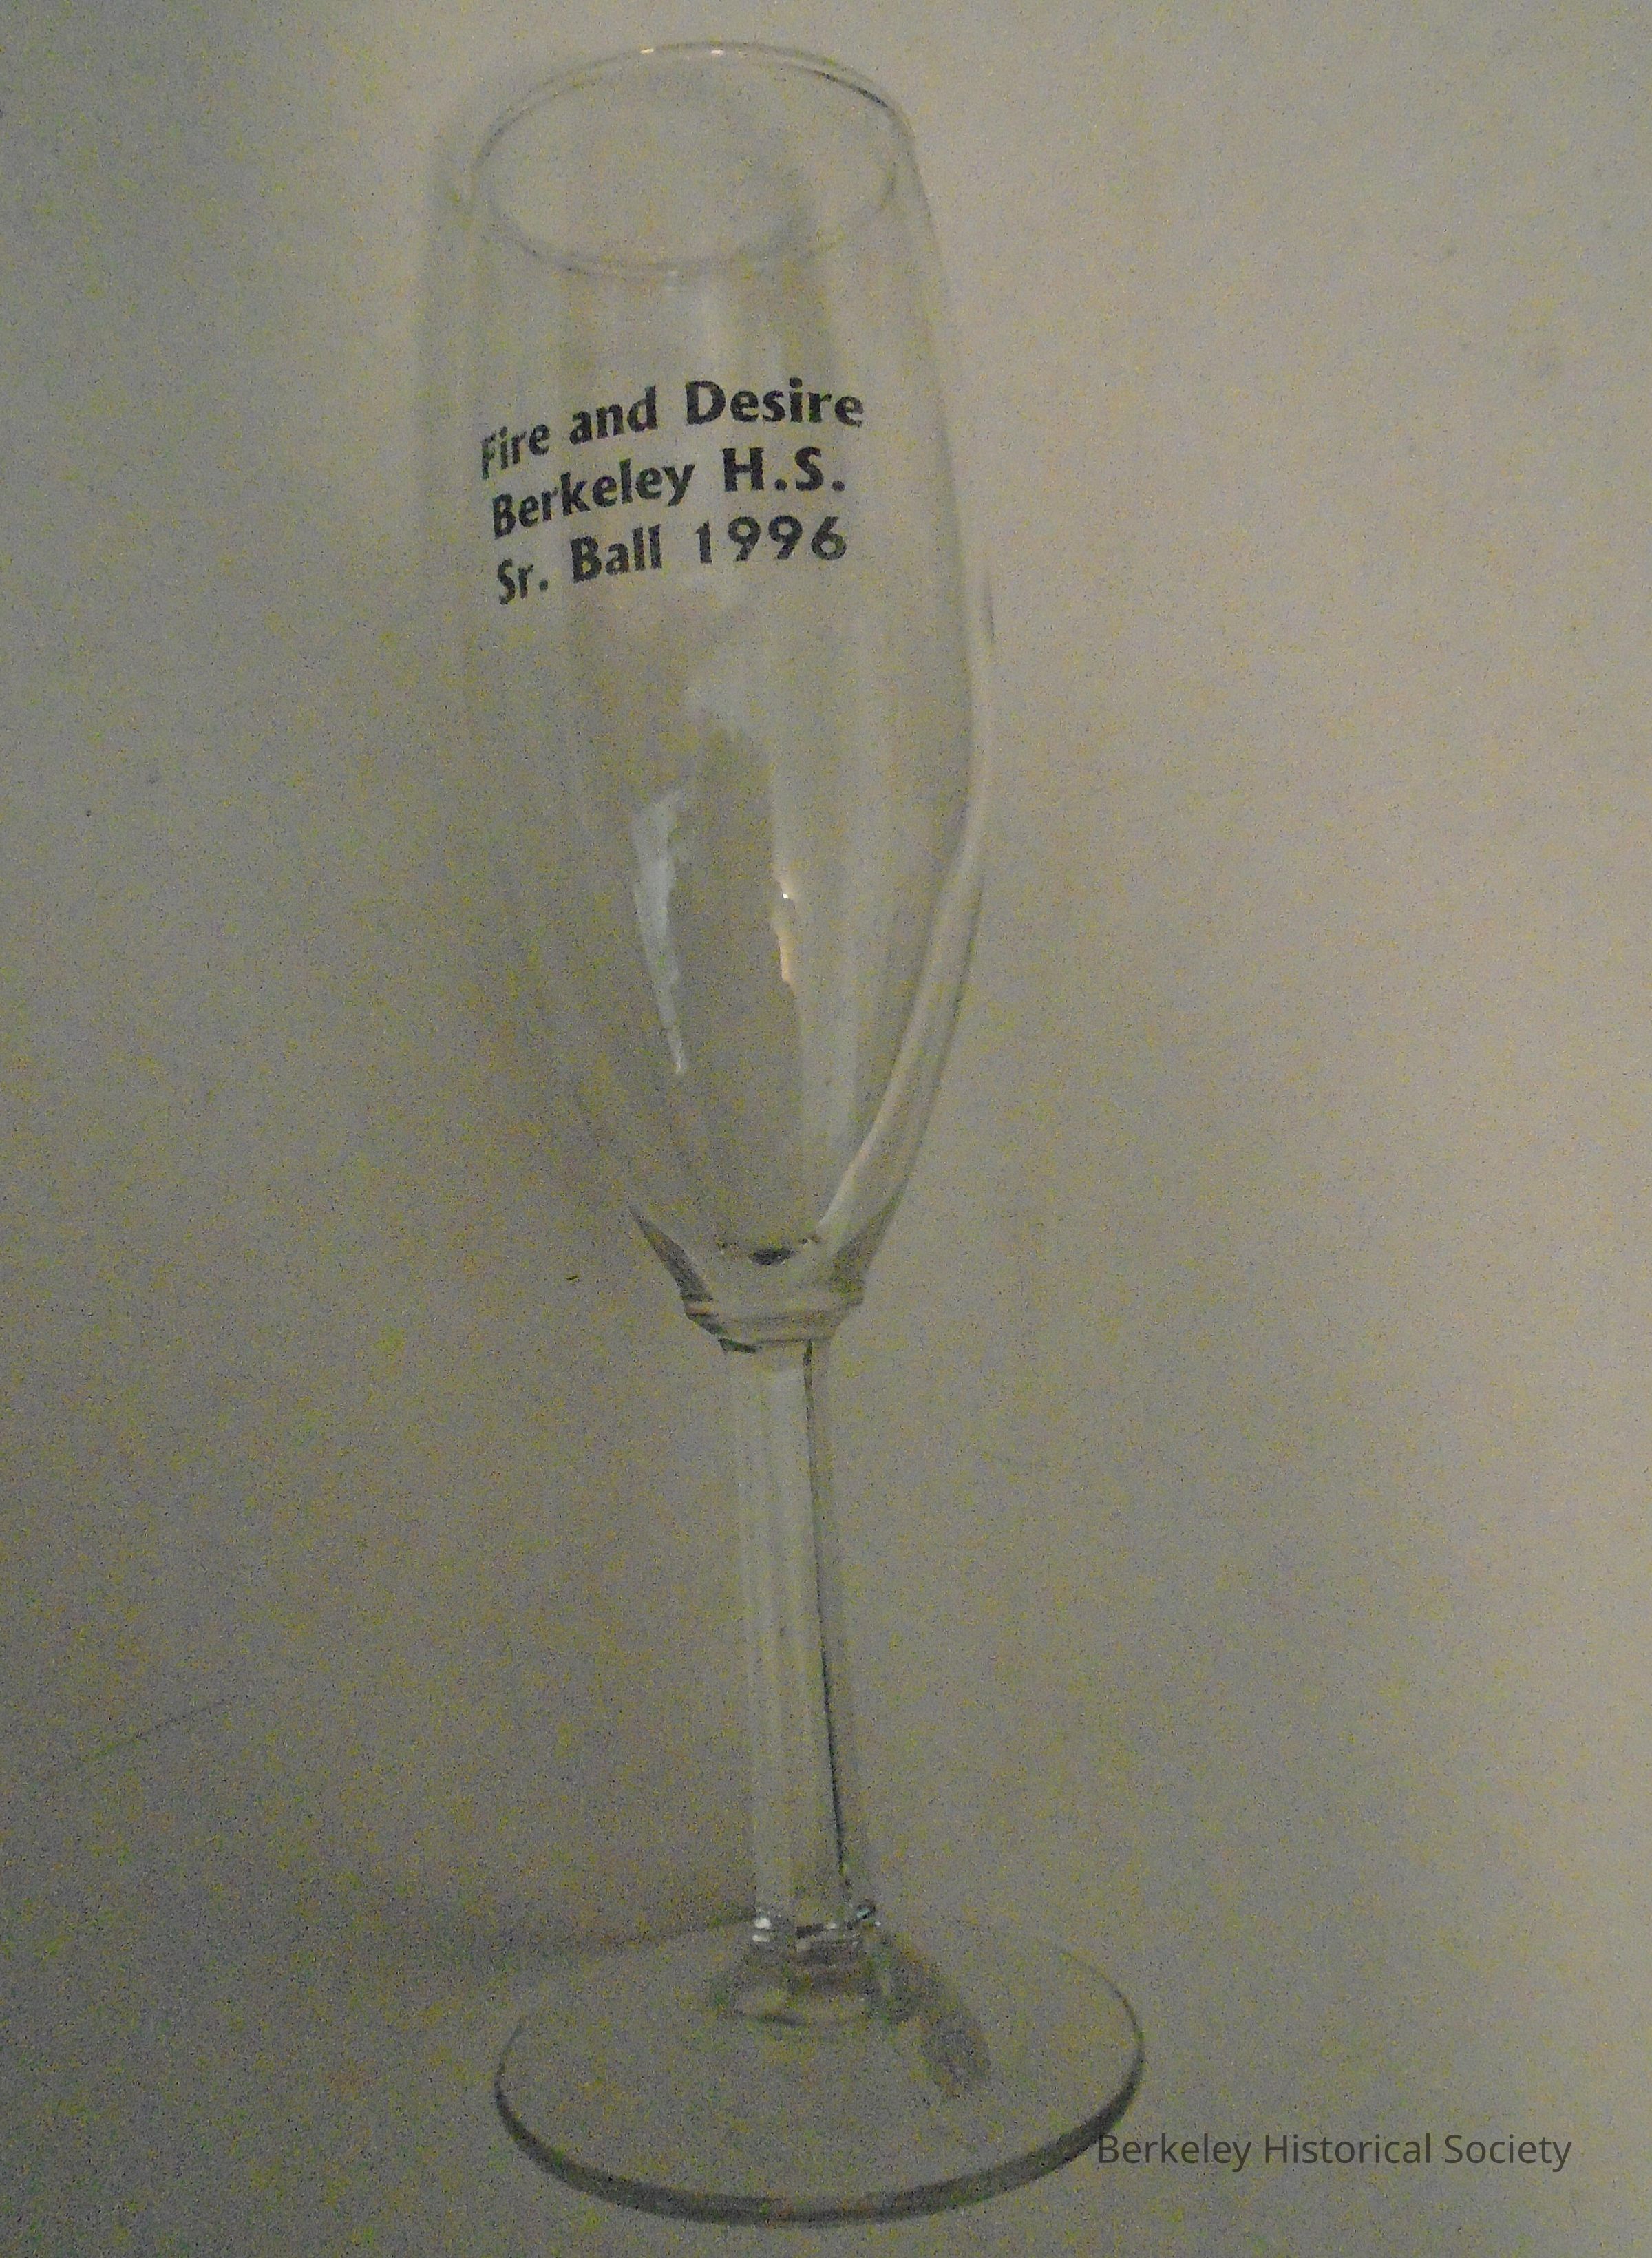 Fire and Desire
Berkeley H.S.
Sr. Ball 1996
© Berkeley Historical Society